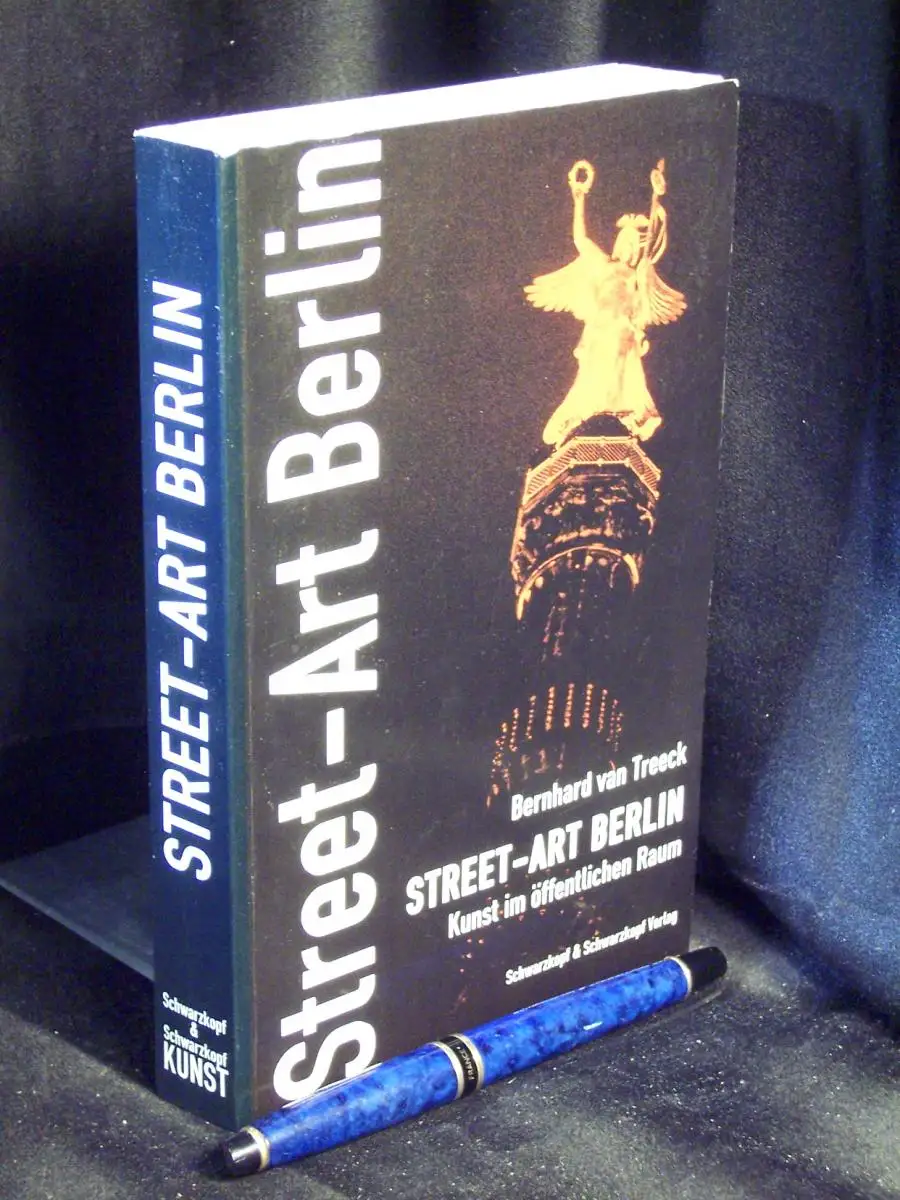 STREET-ART BERLIN
Schwarzkopf
&
Schwarzkopf
KUNST
Street-Art Berlin
Bernhard van Treeck
STREET-ART BERLIN
Kunst im öffentlichen Raum
Schwarzkopf & Schwarzkopf Verlag
FRANCE